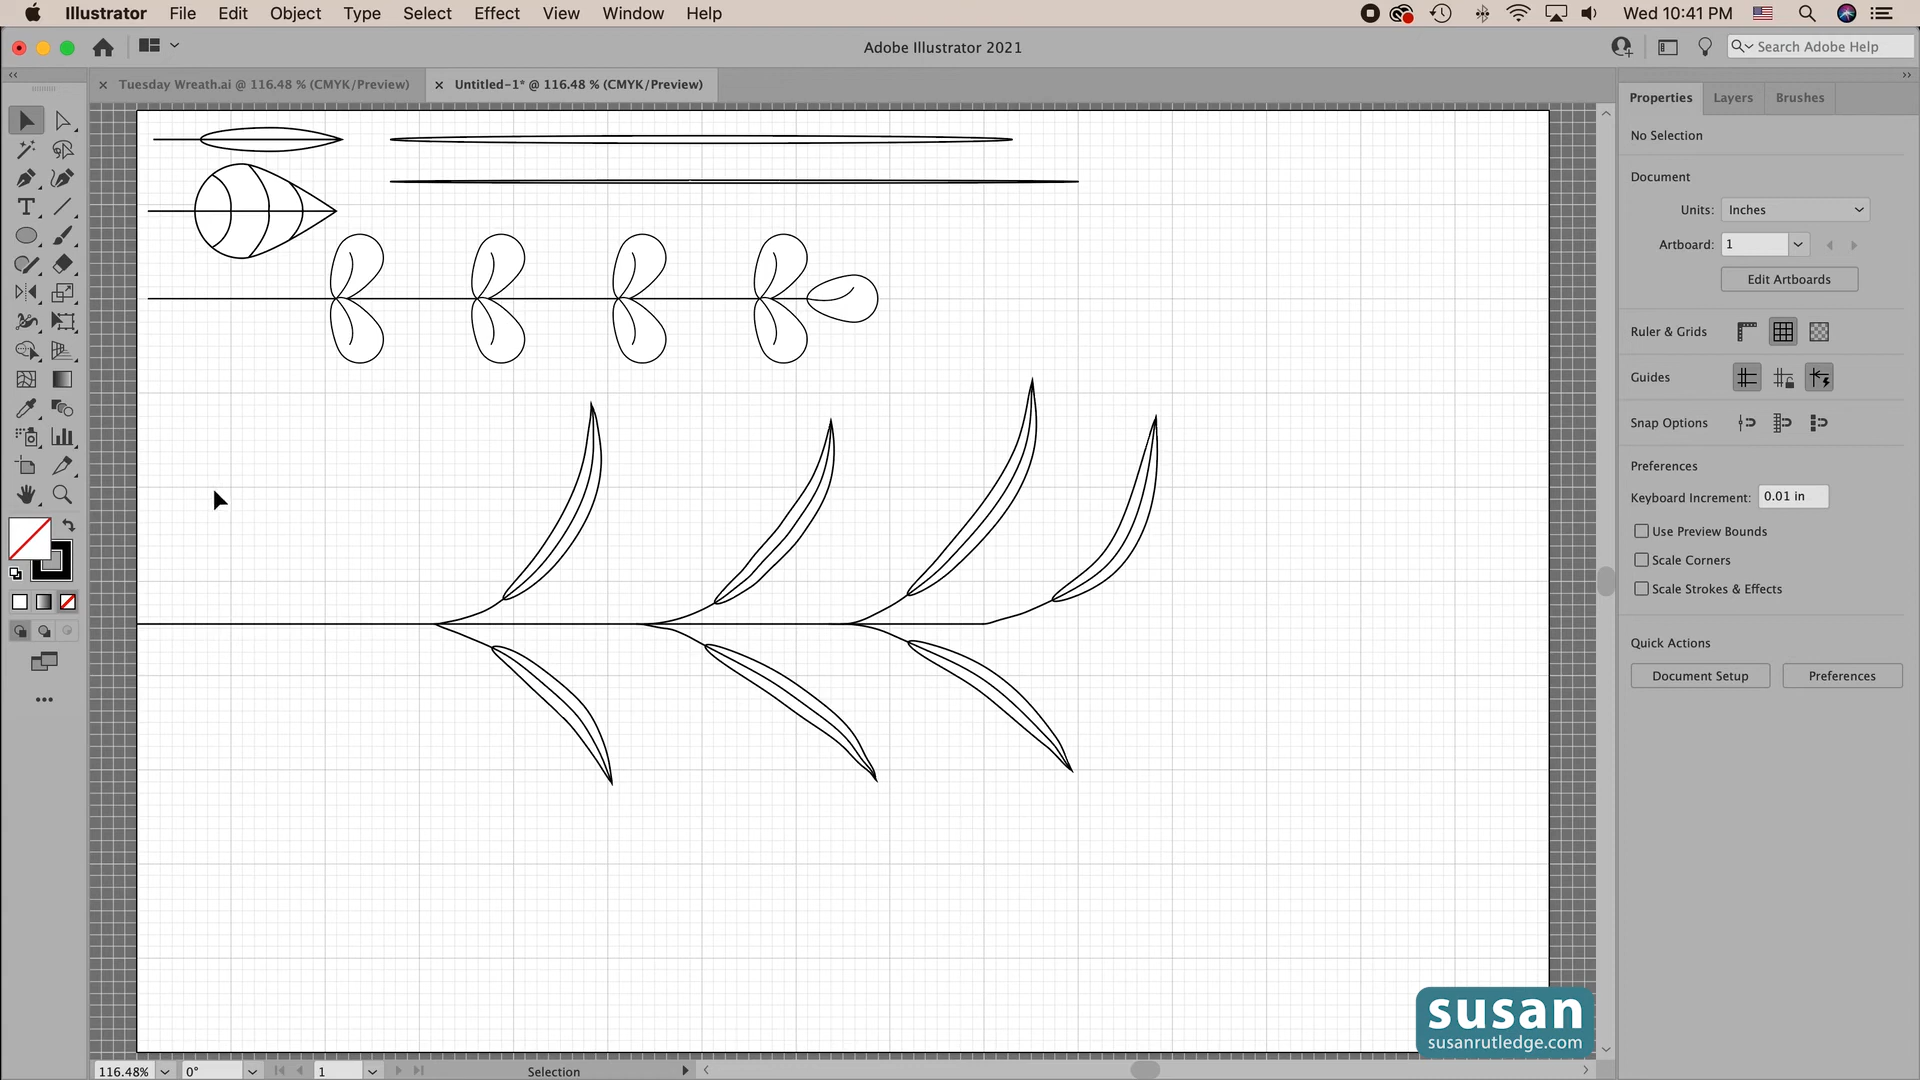 Illustrator File Edit Object Type Select Effect View Window Help Wed 10:41 PM
Adobe Illustrator 2021 Search Adobe Help
Tuesday Wreath.ai @ 116.48 % (CMYK/Preview) Untitled-1* @ 116.48 % (CMYK/Preview)
Properties Layers Brushes
No Selection
Document
Units: Inches
Artboard: 1
Edit Artboards
Ruler & Grids
Guides
Snap Options
Preferences
Keyboard Increment: 0.01 in
Use Preview Bounds
Scale Corners
Scale Strokes & Effects
Quick Actions
Document Setup Preferences
susan
susanrutledge.com
116.48% 0° 1 Selection